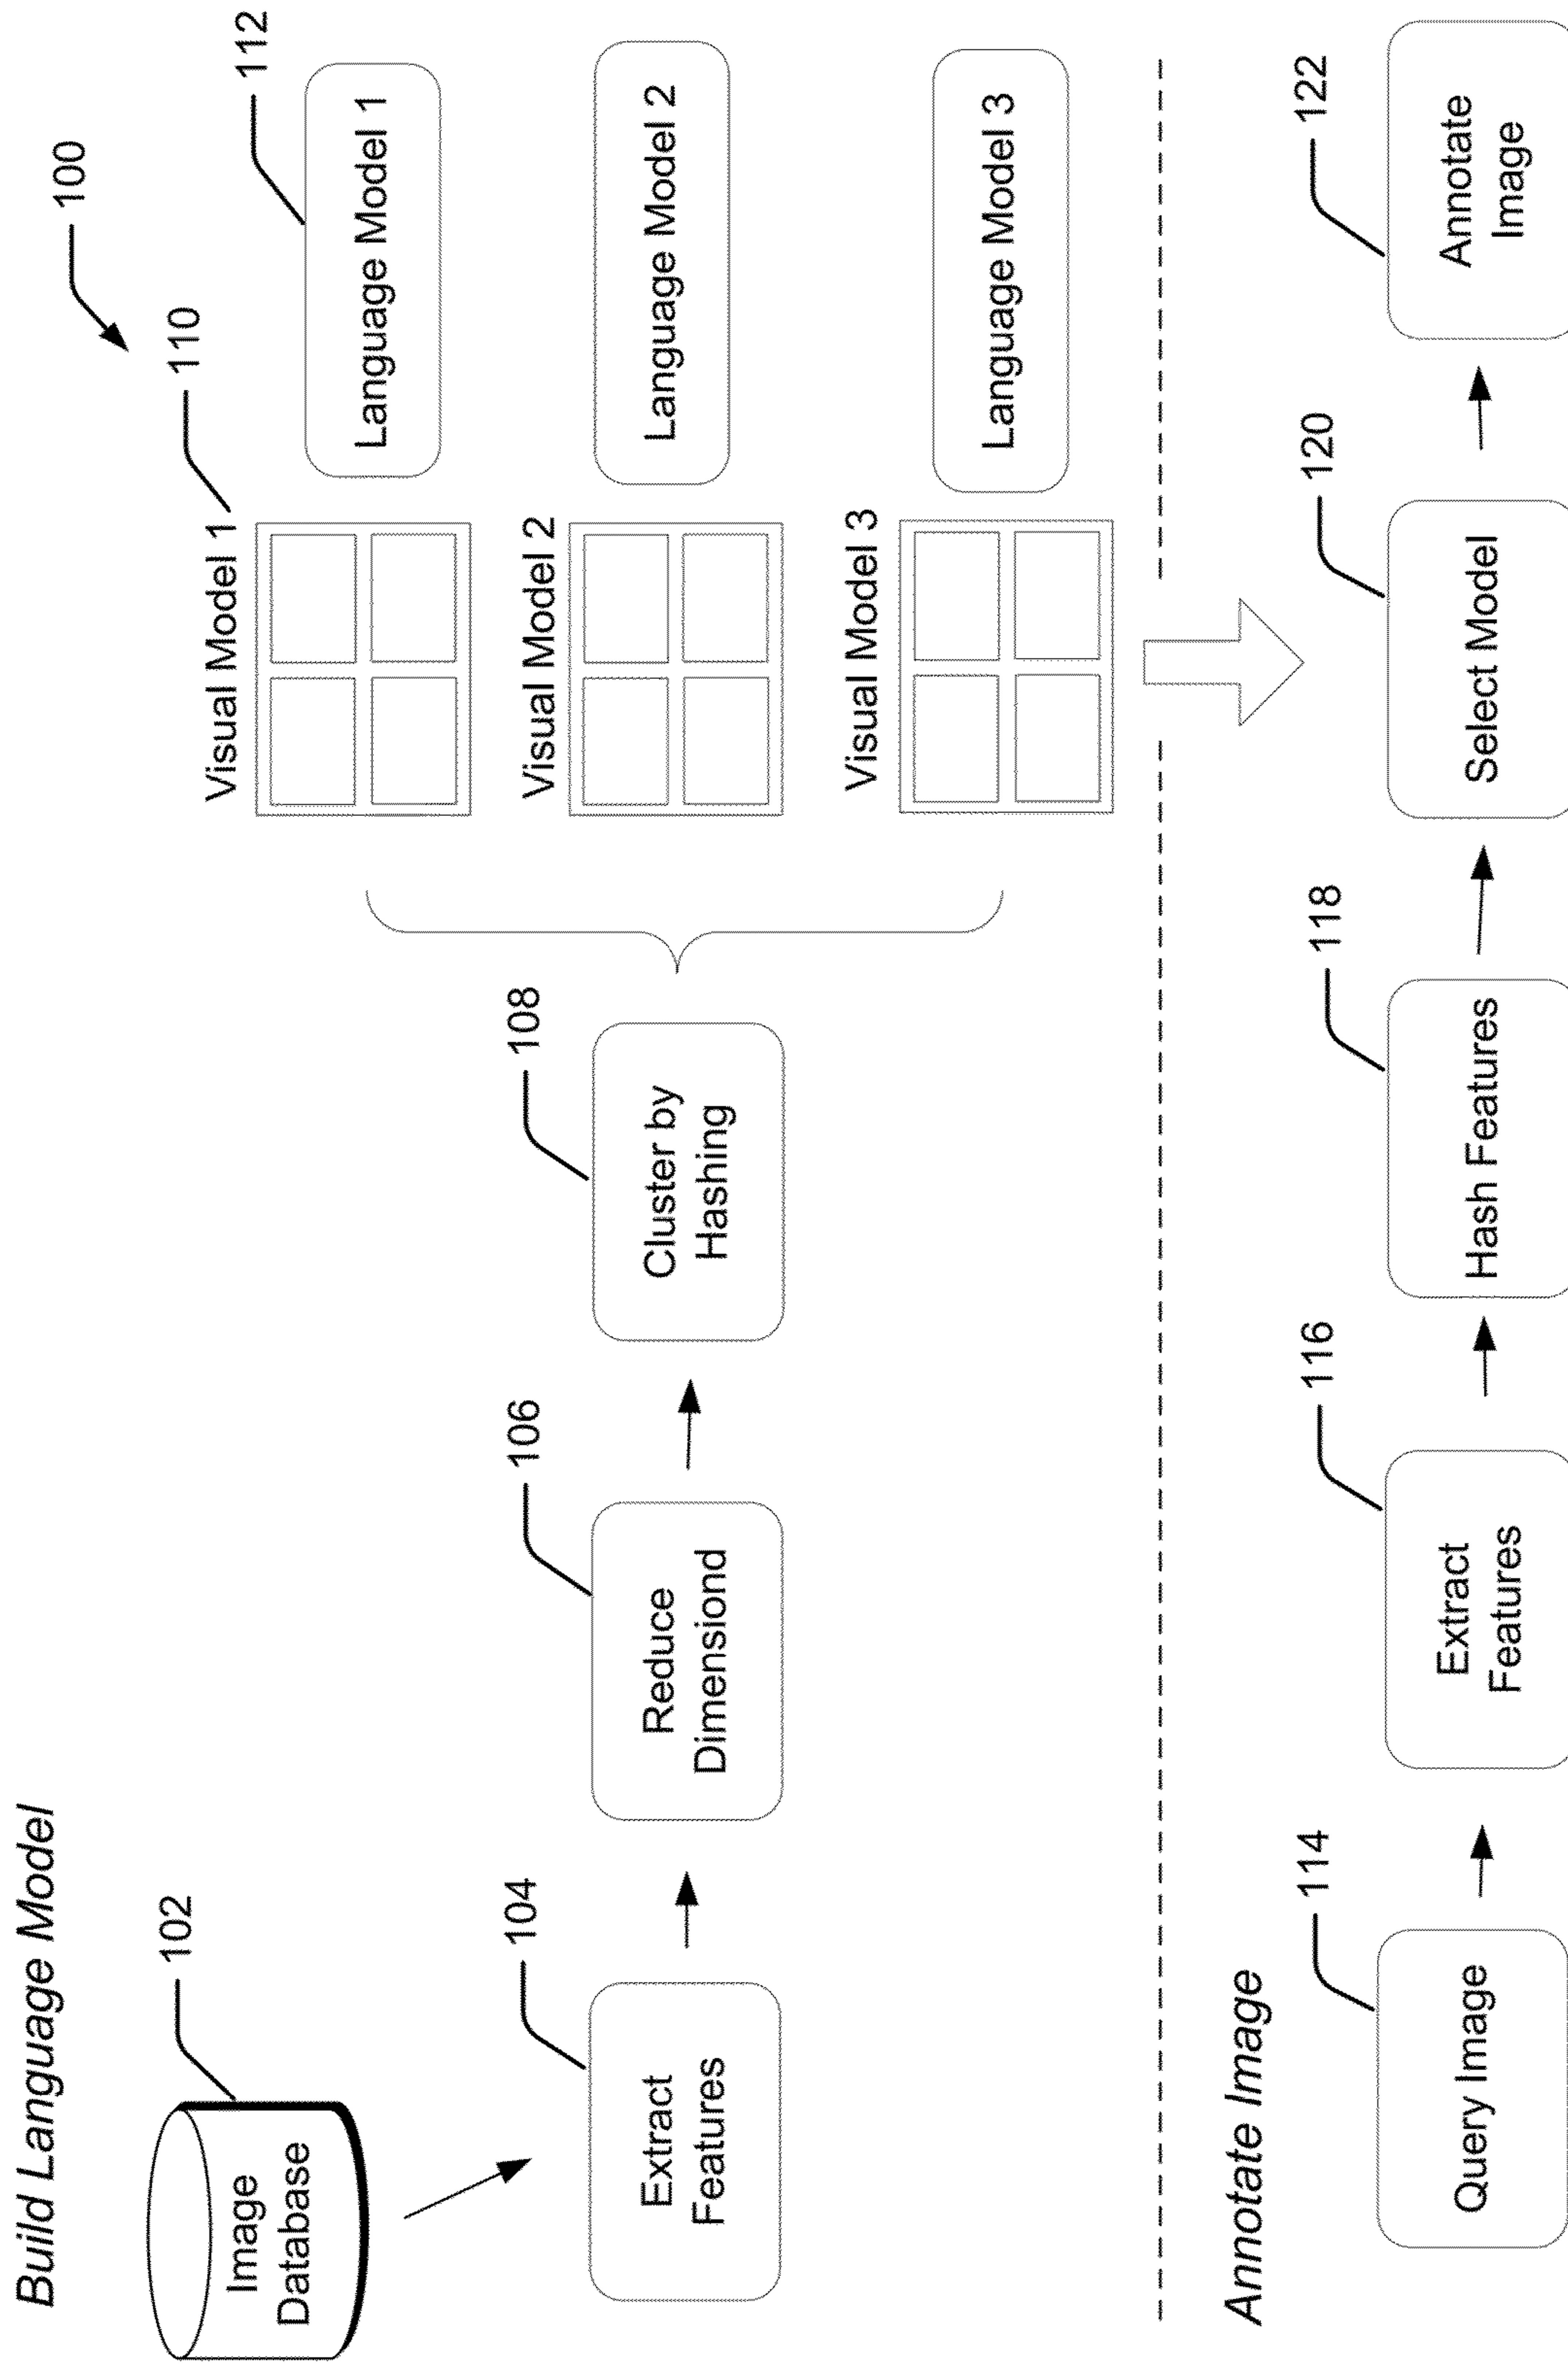 Build Language Model
100
102
Image
Database
104
Extract
Features
106
Reduce
Dimensiond
108
Cluster by
Hashing
110
Visual Model 1
112
Language Model 1
Visual Model 2
Language Model 2
Visual Model 3
Language Model 3
Annotate Image
114
Query Image
116
Extract
Features
118
Hash Features
120
Select Model
122
Annotate
Image